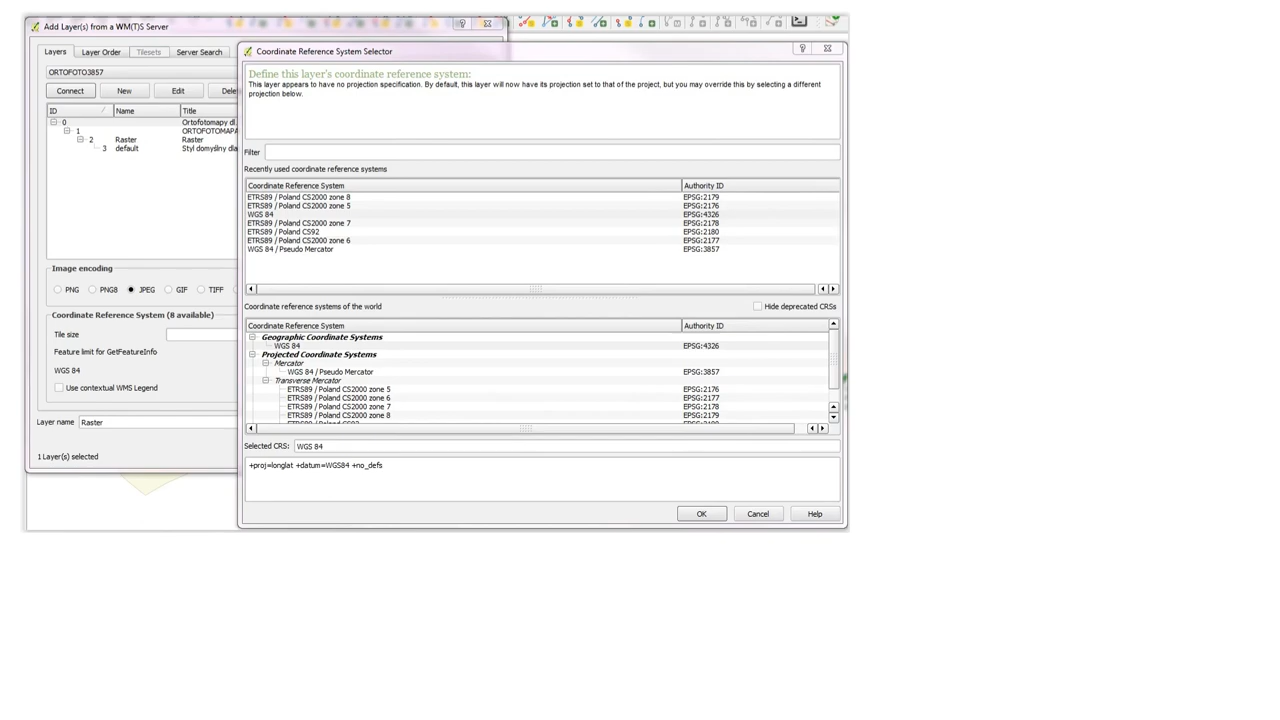 Add Layer(s) from a WM(T)S Server
Layers
Layer Order
Tilesets
Server Search
ORTOFOTO3857
Connect
New
Edit
ID
Name
Title
0
Ortofotomapy dl
1
ORTOFOTOMAPA
2
Raster
Raster
3
default
Styl domyślny dla
Image encoding
PNG
PNG8
JPEG
GIF
TIFF
Coordinate Reference System (8 available)
Tile size
Feature limit for GetFeatureInfo
WGS 84
Use contextual WMS Legend
Layer name
Raster
1 Layer(s) selected
Coordinate Reference System Selector
Define this layer's coordinate reference system:
This layer appears to have no projection specification. By default, this layer will now have its projection set to that of the project, but you may override this by selecting a different
projection below.
Filter
Recently used coordinate reference systems
Coordinate Reference System
Authority ID
ETRS89 / Poland CS2000 zone 8
EPSG:2179
ETRS89 / Poland CS2000 zone 5
EPSG:2176
WGS 84
EPSG:4326
ETRS89 / Poland CS2000 zone 7
EPSG:2178
ETRS89 / Poland CS92
EPSG:2180
ETRS89 / Poland CS2000 zone 6
EPSG:2177
WGS 84 / Pseudo Mercator
EPSG:3857
Coordinate reference systems of the world
Hide deprecated CRSs
Coordinate Reference System
Authority ID
Geographic Coordinate Systems
WGS 84
EPSG:4326
Projected Coordinate Systems
Mercator
WGS 84 / Pseudo Mercator
EPSG:3857
Transverse Mercator
ETRS89 / Poland CS2000 zone 5
EPSG:2176
ETRS89 / Poland CS2000 zone 6
EPSG:2177
ETRS89 / Poland CS2000 zone 7
EPSG:2178
ETRS89 / Poland CS2000 zone 8
EPSG:2179
Selected CRS:
WGS 84
+proj=longlat +datum=WGS84 +no_defs
OK
Cancel
Help